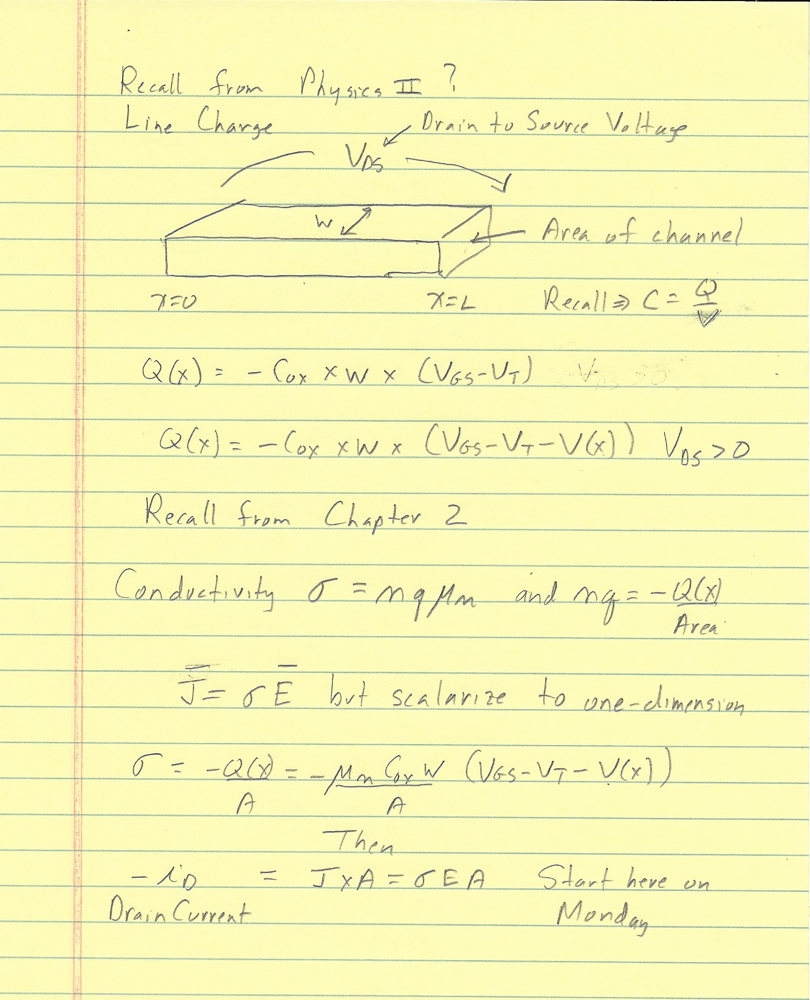 Recall from Physics II ?
Line Charge
Drain to Source Voltage
VDS
W
Area of channel
x=0
x=L
Recall ⇒ C = Q/V
Q(x) = - Cox x W x (VGS-VT)
Q(x) = - Cox x W x (VGS-VT-V(x)) VDS > 0
Recall from Chapter 2
Conductivity σ = nqμn and nq = -Q(x)/Area
J̅ = σE̅ but scalarize to one-dimension
σ = -Q(x)/A = -μn Cox W/A (VGS-VT-V(x))
Then
-iD = J x A = σEA Start here on
Drain Current Monday